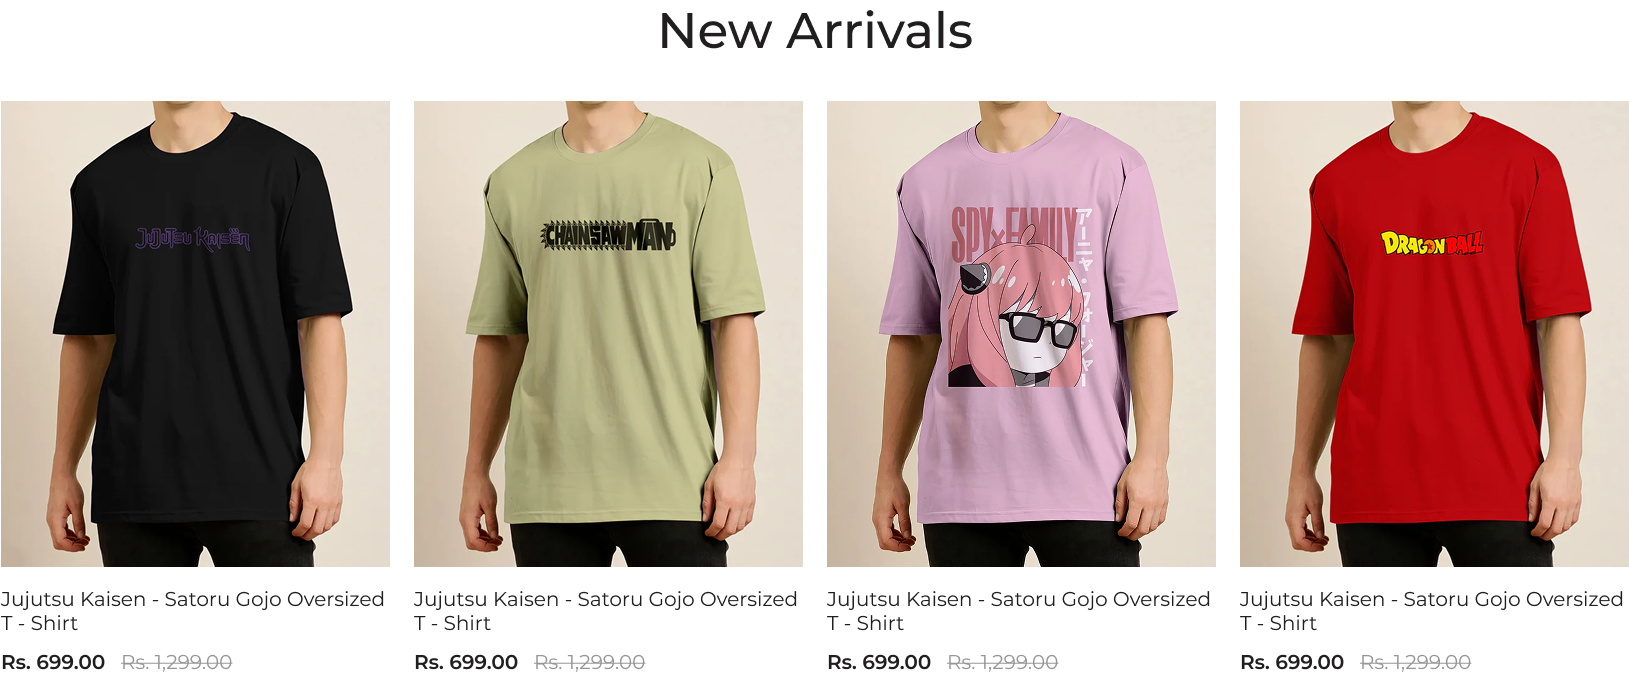 New Arrivals
Jujutsu Kaisen
CHAINSAW MAN
SPY×FAMILY
アーニャ・フォージャー
DRAGON BALL
Jujutsu Kaisen - Satoru Gojo Oversized
T - Shirt
Rs. 699.00 Rs. 1,299.00
Jujutsu Kaisen - Satoru Gojo Oversized
T - Shirt
Rs. 699.00 Rs. 1,299.00
Jujutsu Kaisen - Satoru Gojo Oversized
T - Shirt
Rs. 699.00 Rs. 1,299.00
Jujutsu Kaisen - Satoru Gojo Oversized
T - Shirt
Rs. 699.00 Rs. 1,299.00